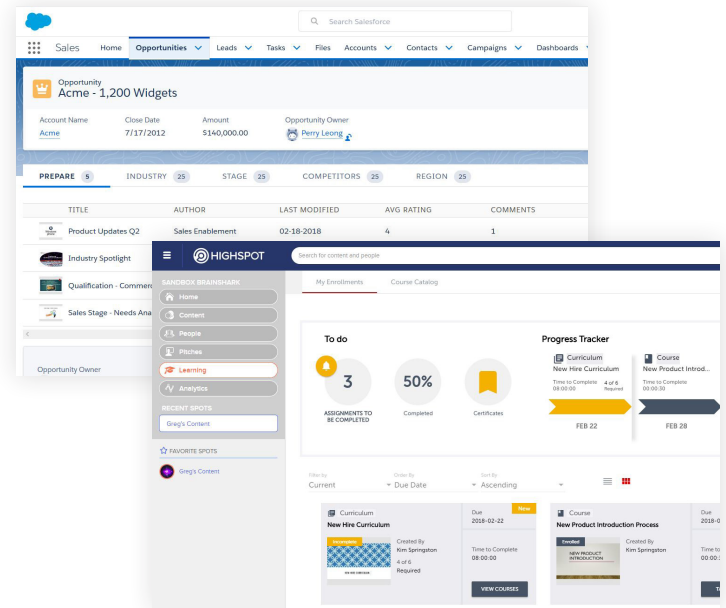 Search Salesforce
Sales Home Opportunities Leads Tasks Files Accounts Contacts Campaigns Dashboards
Opportunity
Acme - 1,200 Widgets
Account Name Close Date Amount Opportunity Owner
Acme 7/17/2012 $140,000.00 Perry Leong
PREPARE 5 INDUSTRY 25 STAGE 25 COMPETITORS 25 REGION 25
TITLE AUTHOR LAST MODIFIED AVG RATING COMMENTS
Product Updates Q2 Sales Enablement 02-18-2018 4 1
Industry Spotlight
Qualification - Commerc
Sales Stage - Needs Ana
Opportunity Owner
HIGHSPOT
Search for content and people
SANDBOX BRAINSHARK
Home
Content
People
Pitches
Learning
Analytics
RECENT SPOTS
Greg's Content
FAVORITE SPOTS
Greg's Content
My Enrollments Course Catalog
To do
3
ASSIGNMENTS TO
BE COMPLETED
50%
Completed
Certificates
Progress Tracker
Curriculum
New Hire Curriculum
Time to Complete 4 of 6
08:00:00 Required
FEB 22
Course
New Product Introd...
Time to Complete
00:00:30
FEB 28
Filter by Order By Sort By
Current Due Date Ascending
Curriculum
New Hire Curriculum
Incomplete
Created By
Kim Springston
4 of 6
Required
New
Due
2018-02-22
Time to Complete
08:00:00
VIEW COURSES
Course
New Product Introduction Process
Enrolled
NEW PRODUCT
INTRODUCTION
Created By
Kim Springston
Due
2018-0
Time to
00:00: